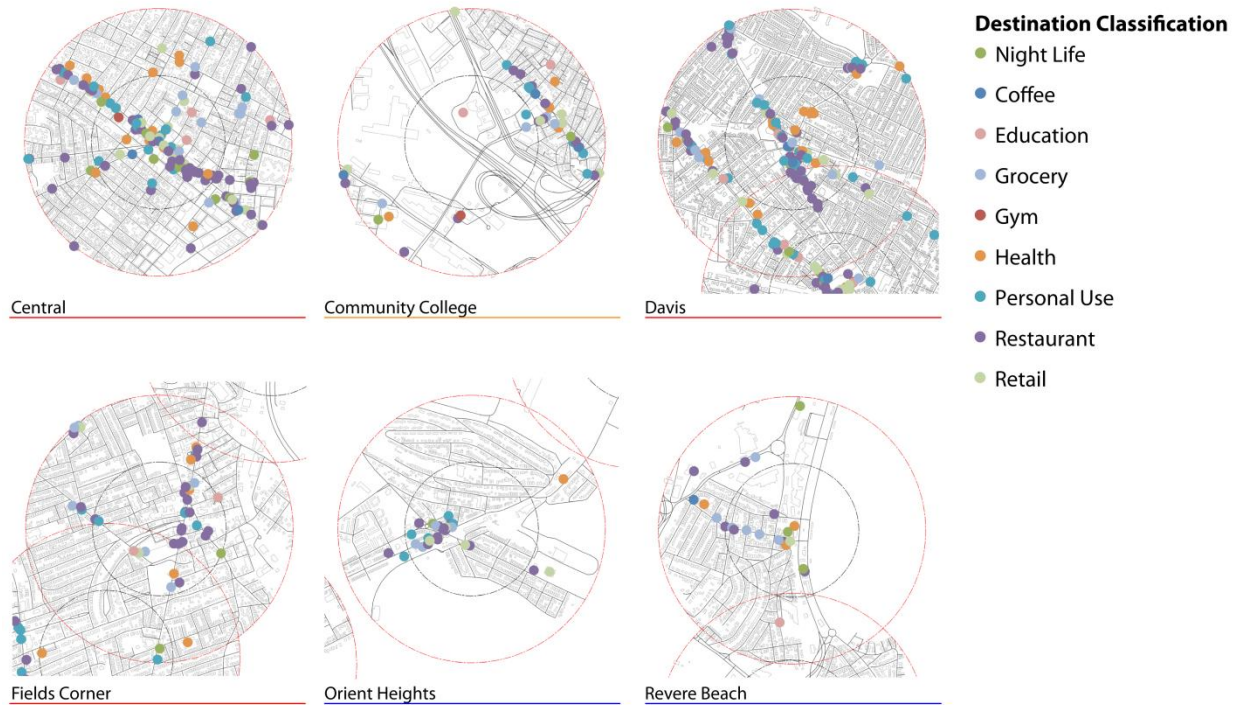 Destination Classification
Night Life
Coffee
Education
Grocery
Gym
Health
Personal Use
Restaurant
Retail
Central
Community College
Davis
Fields Corner
Orient Heights
Revere Beach